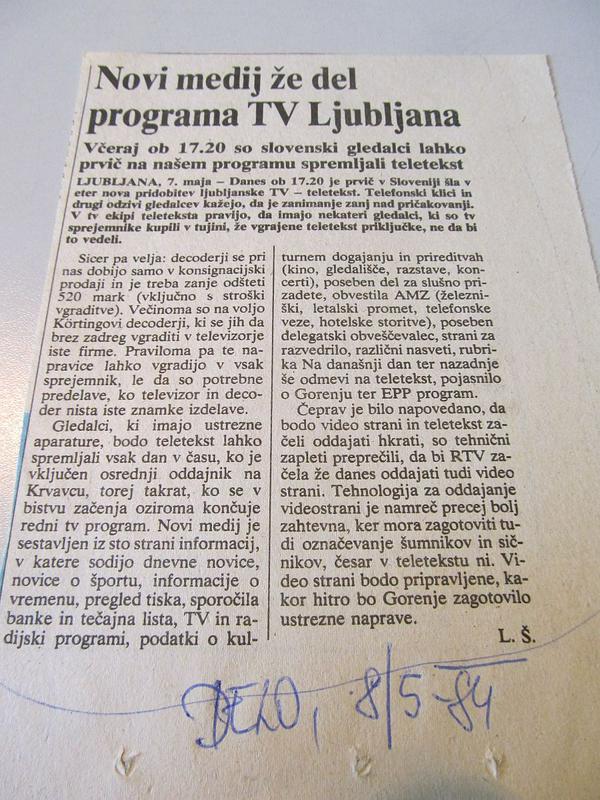 Novi medij že del
programa TV Ljubljana
Včeraj ob 17.20 so slovenski gledalci lahko
prvič na našem programu spremljali teletekst
LJUBLJANA, 7. maja – Danes ob 17.20 je prvič v Sloveniji šla v
eter nova pridobitev ljubljanske TV – teletekst. Telefonski klici in
drugi odzivi gledalcev kažejo, da je zanimanje zanj nad pričakovanji.
V tv ekipi teleteksta pravijo, da imajo nekateri gledalci, ki so tv
sprejemnike kupili v tujini, že vgrajene teletekst priključke, ne da bi
to vedeli.
Sicer pa velja: decoderji se pri
nas dobijo samo v konsignacijski
prodaji in je treba zanje odšteti
520 mark (vključno s stroški
vgraditve). Večinoma so na voljo
Körtingovi decoderji, ki se jih da
brez zadreg vgraditi v televizorje
iste firme. Praviloma pa te na-
pravice lahko vgradijo v vsak
sprejemnik, le da so potrebne
predelave, ko televizor in deco-
der nista iste znamke izdelave.
Gledalci, ki imajo ustrezne
aparature, bodo teletekst lahko
spremljali vsak dan v času, ko je
vključen osrednji oddajnik na
Krvavcu, torej takrat, ko se v
bistvu začenja oziroma končuje
redni tv program. Novi medij je
sestavljen iz sto strani informacij,
v katere sodijo dnevne novice,
novice o športu, informacije o
vremenu, pregled tiska, sporočila
banke in tečajna lista, TV in ra-
dijski programi, podatki o kul-
turnem dogajanju in prireditvah
(kino, gledališče, razstave, kon-
certi), poseben del za slušno pri-
zadete, obvestila AMZ (železni-
ški, letalski promet, telefonske
veze, hotelske storitve), poseben
delegatski obveščevalec, strani za
razvedrilo, različni nasveti, rubri-
ka Na današnji dan ter nazadnje
še odmevi na teletekst, pojasnilo
o Gorenju ter EPP program.
Čeprav je bilo napovedano, da
bodo video strani in teletekst za-
čeli oddajati hkrati, so tehnični
zapleti preprečili, da bi RTV za-
čela že danes oddajati tudi video
strani. Tehnologija za oddajanje
videostrani je namreč precej bolj
zahtevna, ker mora zagotoviti tu-
di označevanje šumnikov in sič-
nikov, česar v teletekstu ni. Vi-
deo strani bodo pripravljene, ka-
kor hitro bo Gorenje zagotovilo
ustrezne naprave.
L. Š.
DELO, 8/5-84